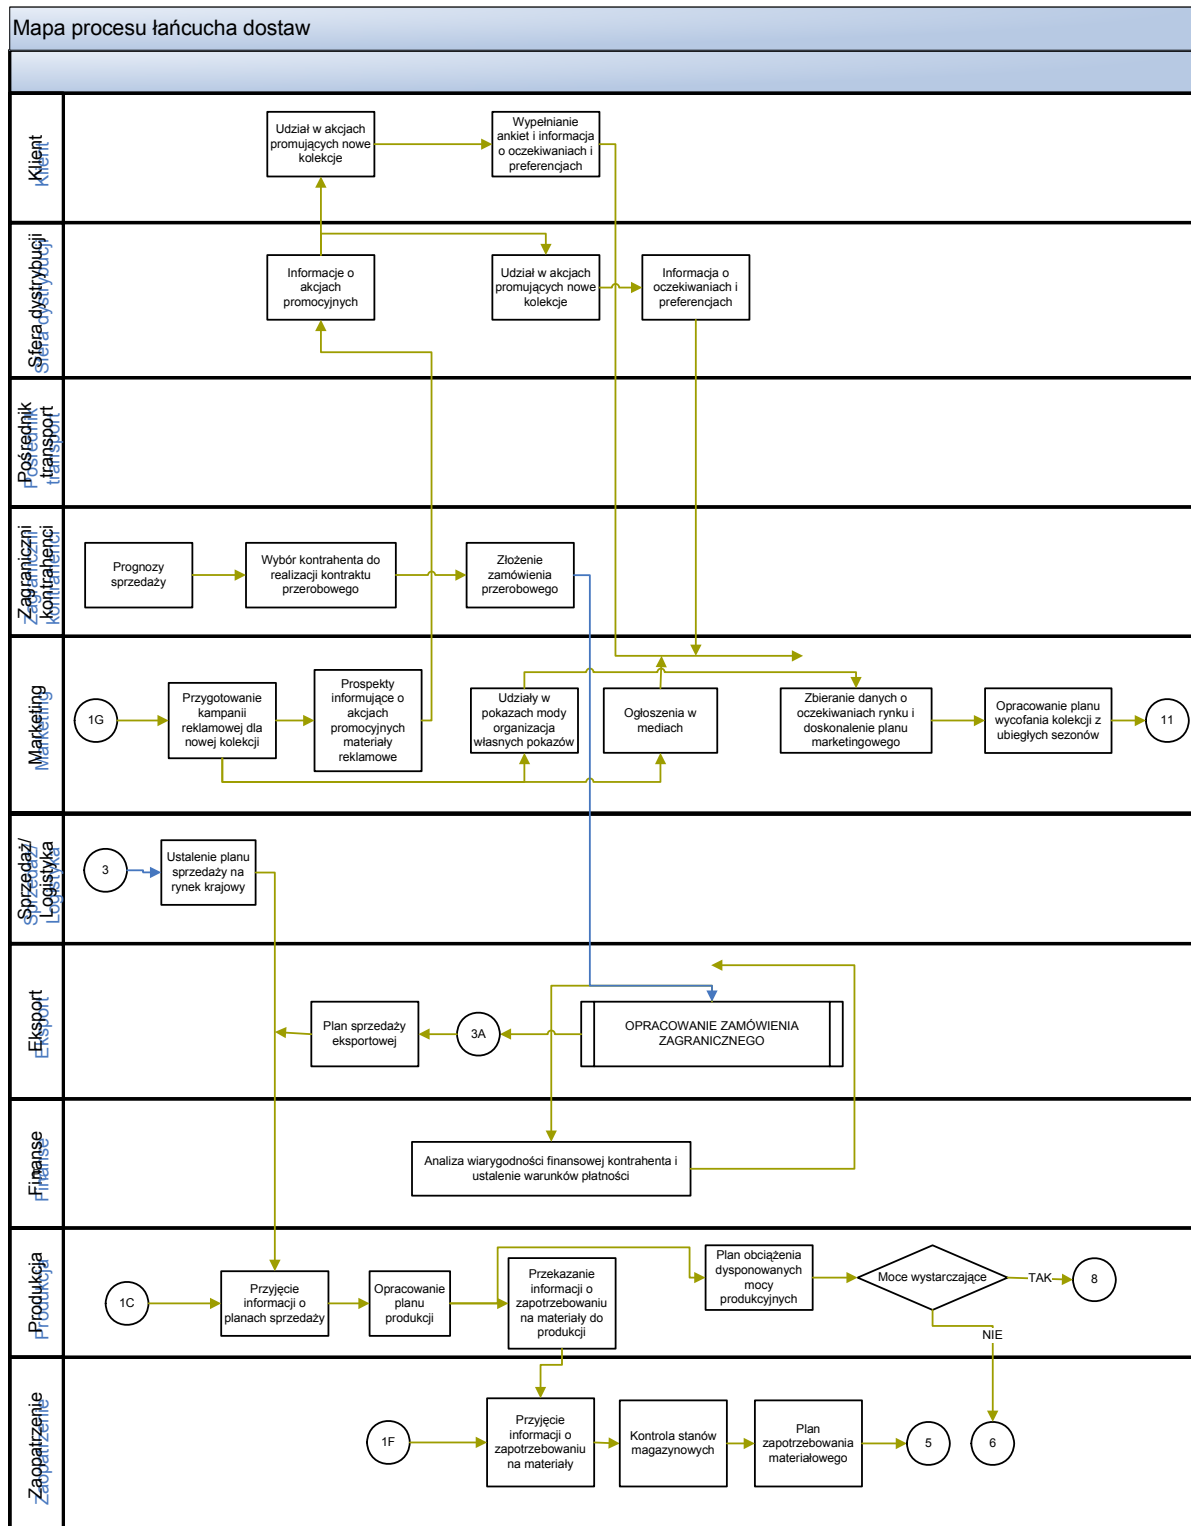 Mapa procesu łańcucha dostaw
Klient
Udział w akcjach
promujących nowe
kolekcje
Wypełnianie
ankiet i informacja
o oczekiwaniach i
preferencjach
Sfera dystrybucji
Informacje o
akcjach
promocyjnych
Udział w akcjach
promujących nowe
kolekcje
Informacja o
oczekiwaniach i
preferencjach
Pośrednik
transport
Zagraniczni
kontrahenci
Prognozy
sprzedaży
Wybór kontrahenta do
realizacji kontraktu
przerobowego
Złożenie
zamówienia
przerobowego
Marketing
1G
Przygotowanie
kampanii
reklamowej dla
nowej kolekcji
Prospekty
informujące o
akcjach
promocyjnych
materiały
reklamowe
Udziały w
pokazach mody
organizacja
własnych pokazów
Ogłoszenia w
mediach
Zbieranie danych o
oczekiwaniach rynku i
doskonalenie planu
marketingowego
Opracowanie planu
wycofania kolekcji z
ubiegłych sezonów
11
Sprzedaż/
Logistyka
3
Ustalenie planu
sprzedaży na
rynek krajowy
Eksport
Plan sprzedaży
eksportowej
3A
OPRACOWANIE ZAMÓWIENIA
ZAGRANICZNEGO
Finanse
Analiza wiarygodności finansowej kontrahenta i
ustalenie warunków płatności
Produkcja
1C
Przyjęcie
informacji o
planach sprzedaży
Opracowanie
planu
produkcji
Przekazanie
informacji o
zapotrzebowaniu
na materiały do
produkcji
Plan obciążenia
dysponowanych
mocy
produkcyjnych
Moce wystarczające
TAK
8
NIE
Zaopatrzenie
1F
Przyjęcie
informacji o
zapotrzebowaniu
na materiały
Kontrola stanów
magazynowych
Plan
zapotrzebowania
materiałowego
5
6